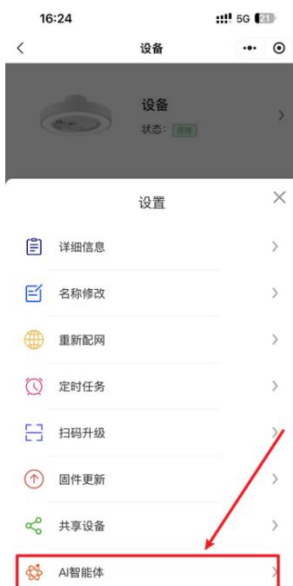 16:24
5G 21
设备
设备
状态：
设置
详细信息
名称修改
重新配网
定时任务
扫码升级
固件更新
共享设备
AI智能体